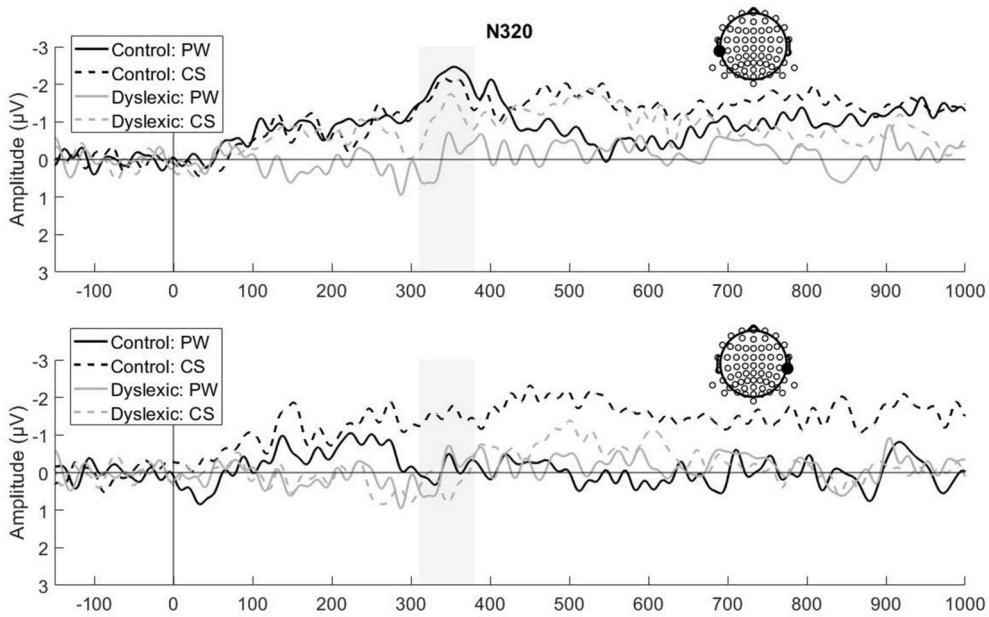 N320
-3
-2
-1
0
1
2
3
Amplitude (µV)
Control: PW
Control: CS
Dyslexic: PW
Dyslexic: CS
-100 0 100 200 300 400 500 600 700 800 900 1000
-3
-2
-1
0
1
2
3
Amplitude (µV)
Control: PW
Control: CS
Dyslexic: PW
Dyslexic: CS
-100 0 100 200 300 400 500 600 700 800 900 1000